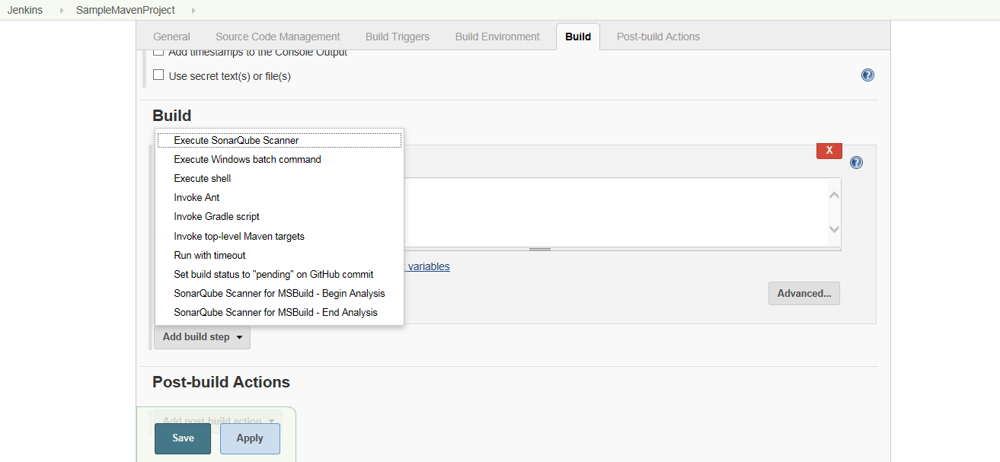 Jenkins SampleMavenProject
General Source Code Management Build Triggers Build Environment Build Post-build Actions
Add timestamps to the Console Output
Use secret text(s) or file(s)
Build
Execute SonarQube Scanner
X
Execute Windows batch command
Execute shell
Invoke Ant
Invoke Gradle script
Invoke top-level Maven targets
Run with timeout
variables
Set build status to "pending" on GitHub commit
SonarQube Scanner for MSBuild - Begin Analysis
Advanced...
SonarQube Scanner for MSBuild - End Analysis
Add build step
Post-build Actions
Add post-build action
Save Apply